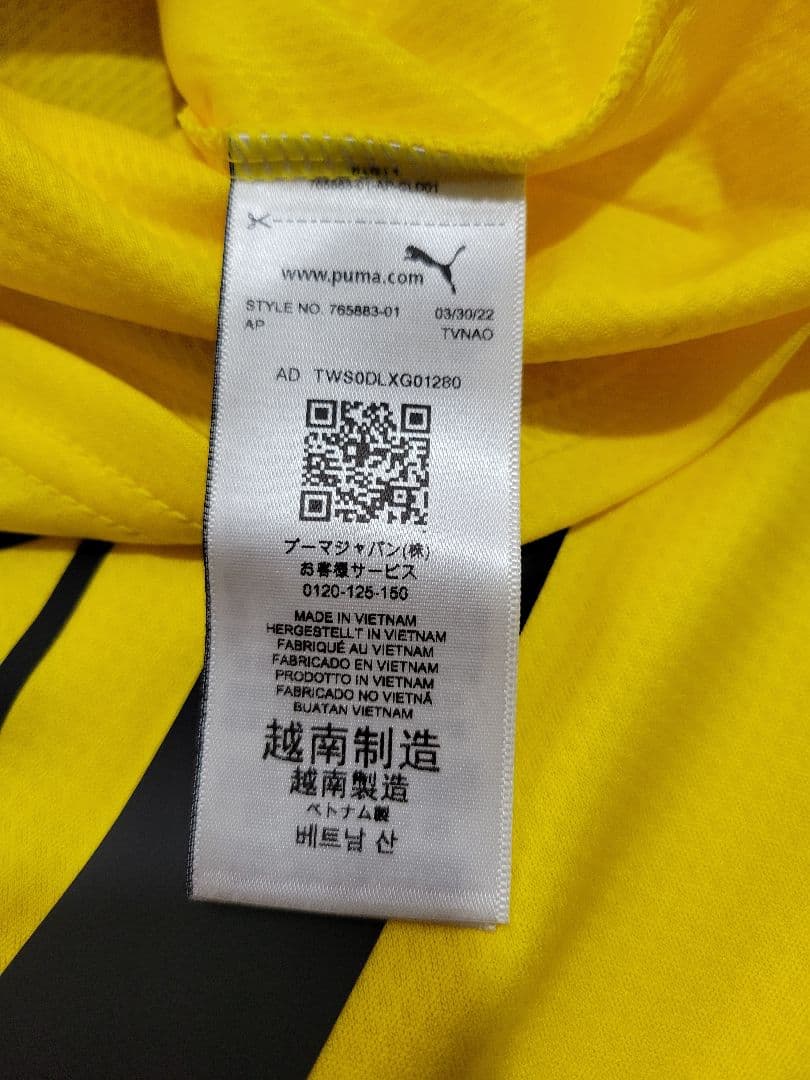 www.puma.com
STYLE NO. 765883-01 03/30/22
AP TVNAO
AD TWS0DLXG01280
プーマジャパン(株)
お客様サービス
0120-125-150
MADE IN VIETNAM
HERGESTELLT IN VIETNAM
FABRIQUÉ AU VIETNAM
FABRICADO EN VIETNAM
PRODOTTO IN VIETNAM
FABRICADO NO VIETNÃ
BUATAN VIETNAM
越南制造
越南製造
ベトナム製
베트남 산